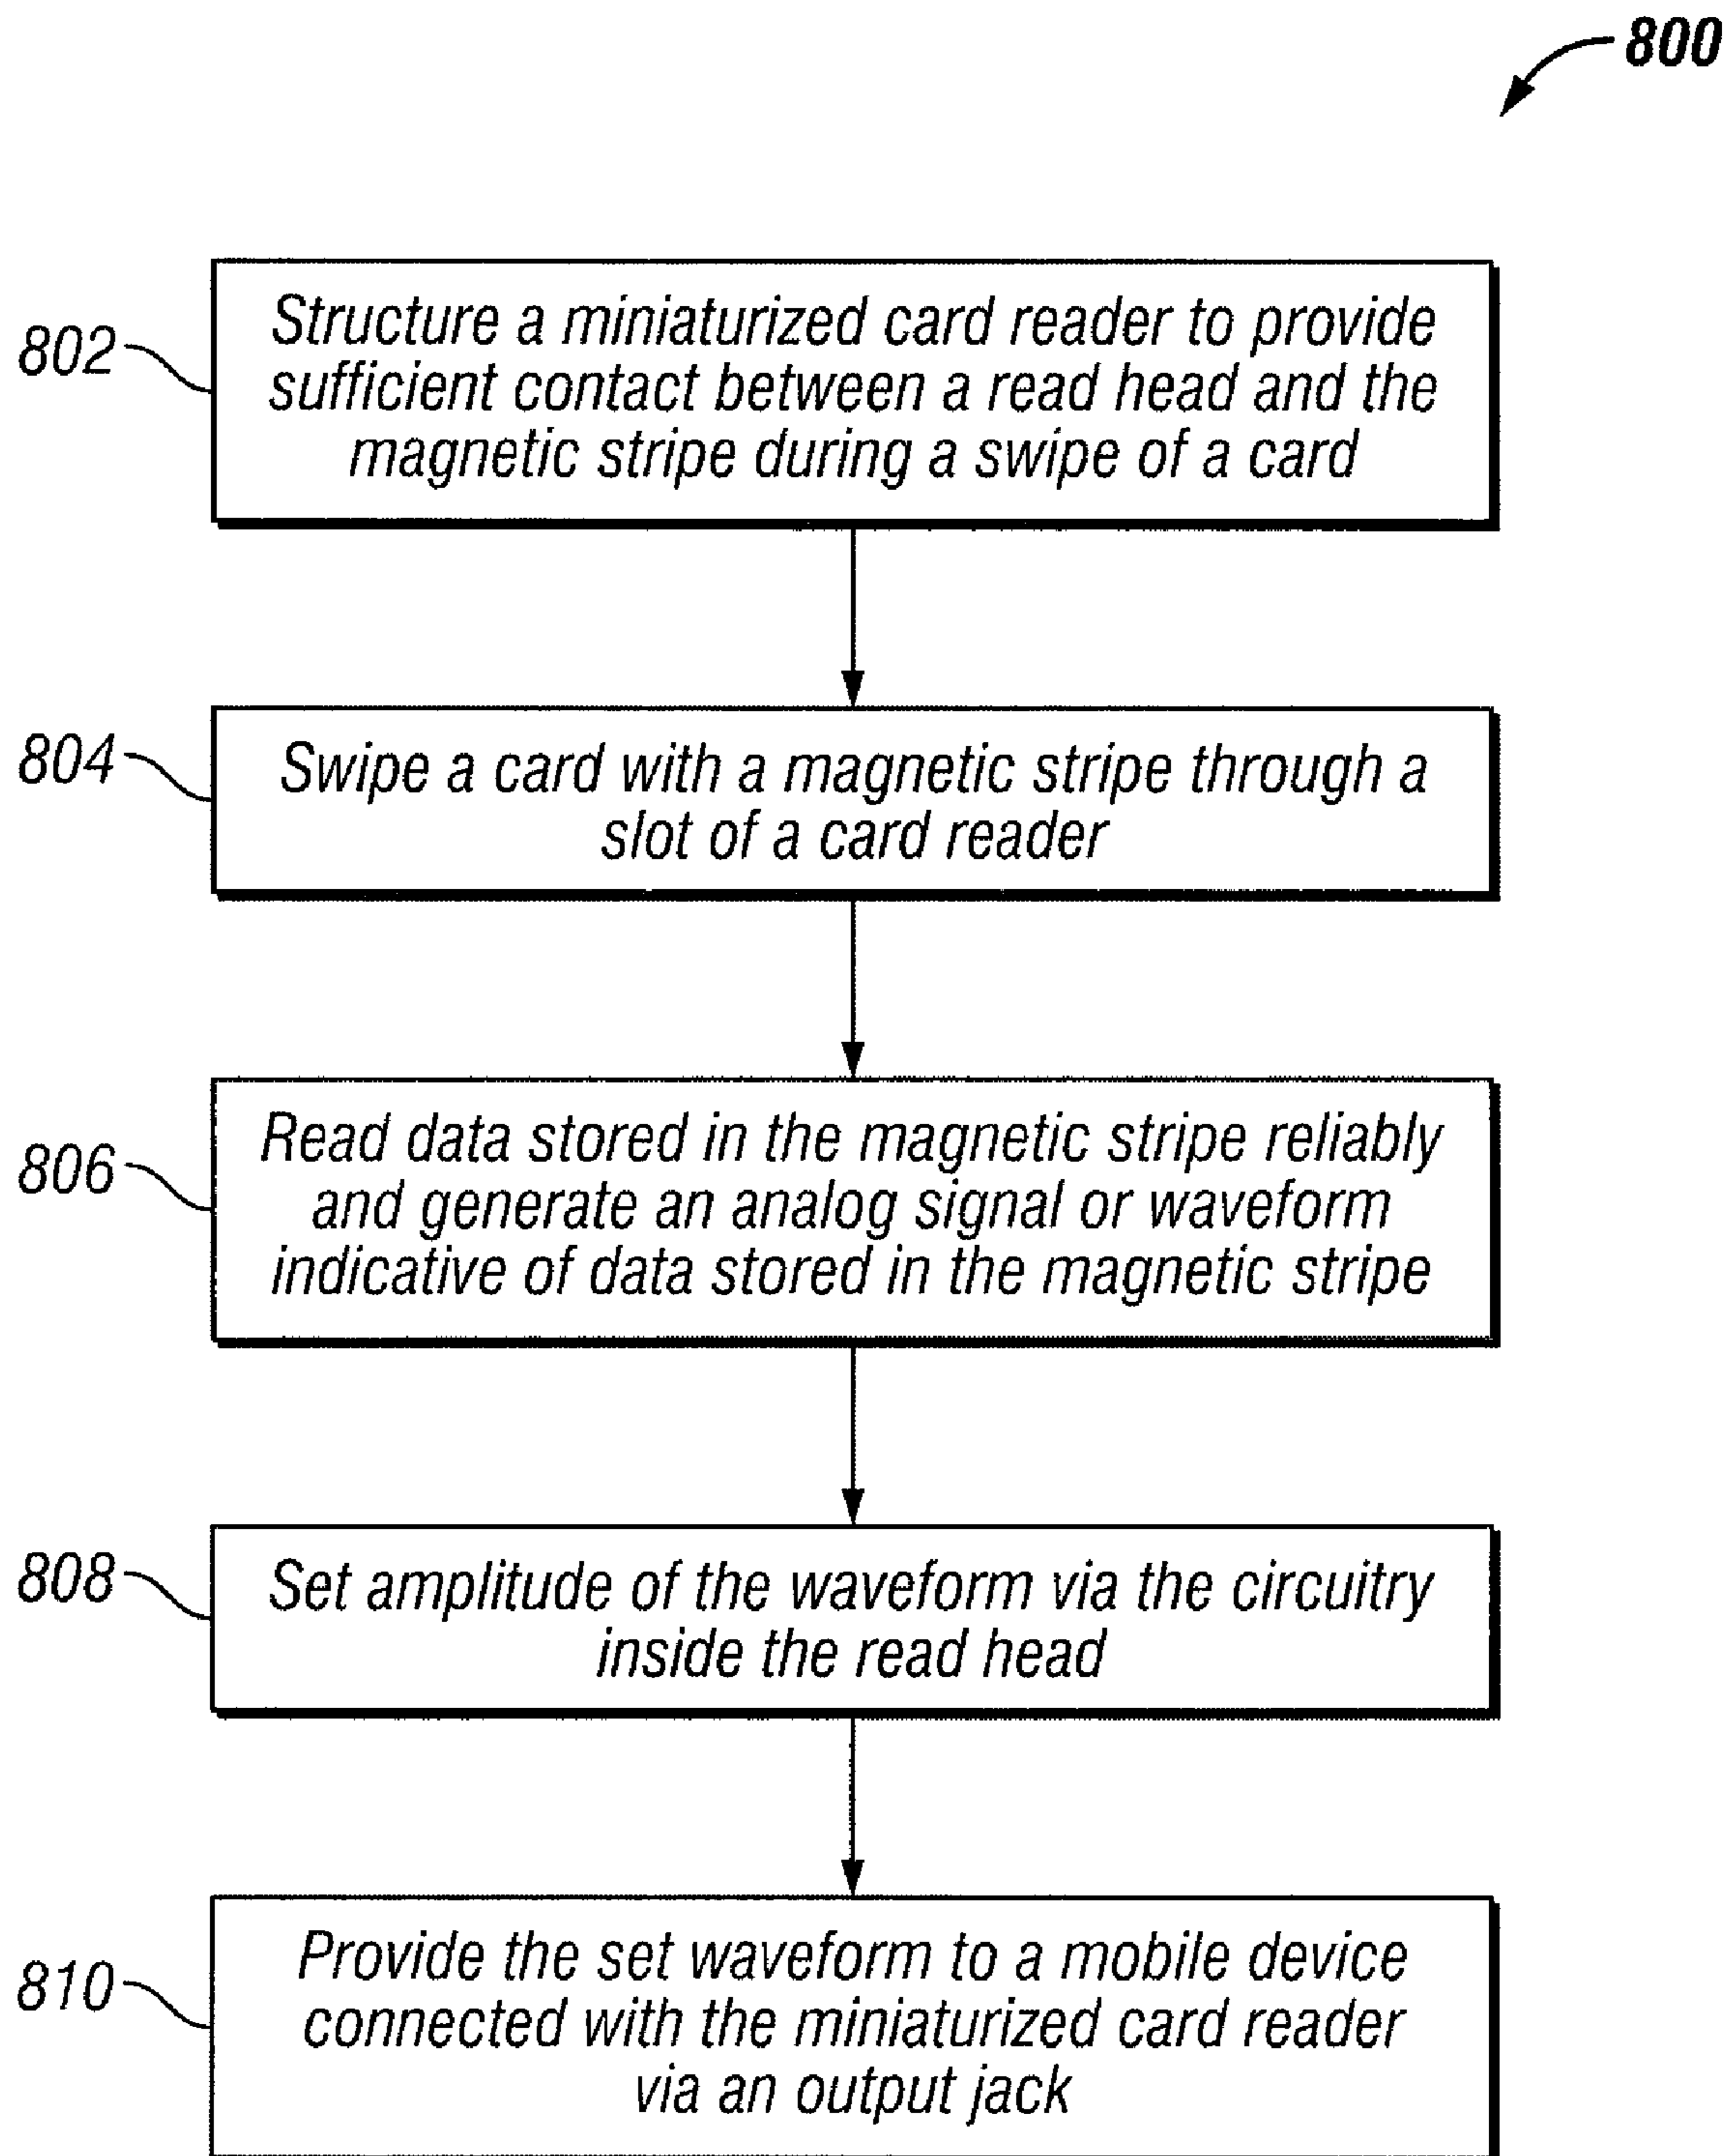 800
802
Structure a miniaturized card reader to provide
sufficient contact between a read head and the
magnetic stripe during a swipe of a card
804
Swipe a card with a magnetic stripe through a
slot of a card reader
806
Read data stored in the magnetic stripe reliably
and generate an analog signal or waveform
indicative of data stored in the magnetic stripe
808
Set amplitude of the waveform via the circuitry
inside the read head
810
Provide the set waveform to a mobile device
connected with the miniaturized card reader
via an output jack